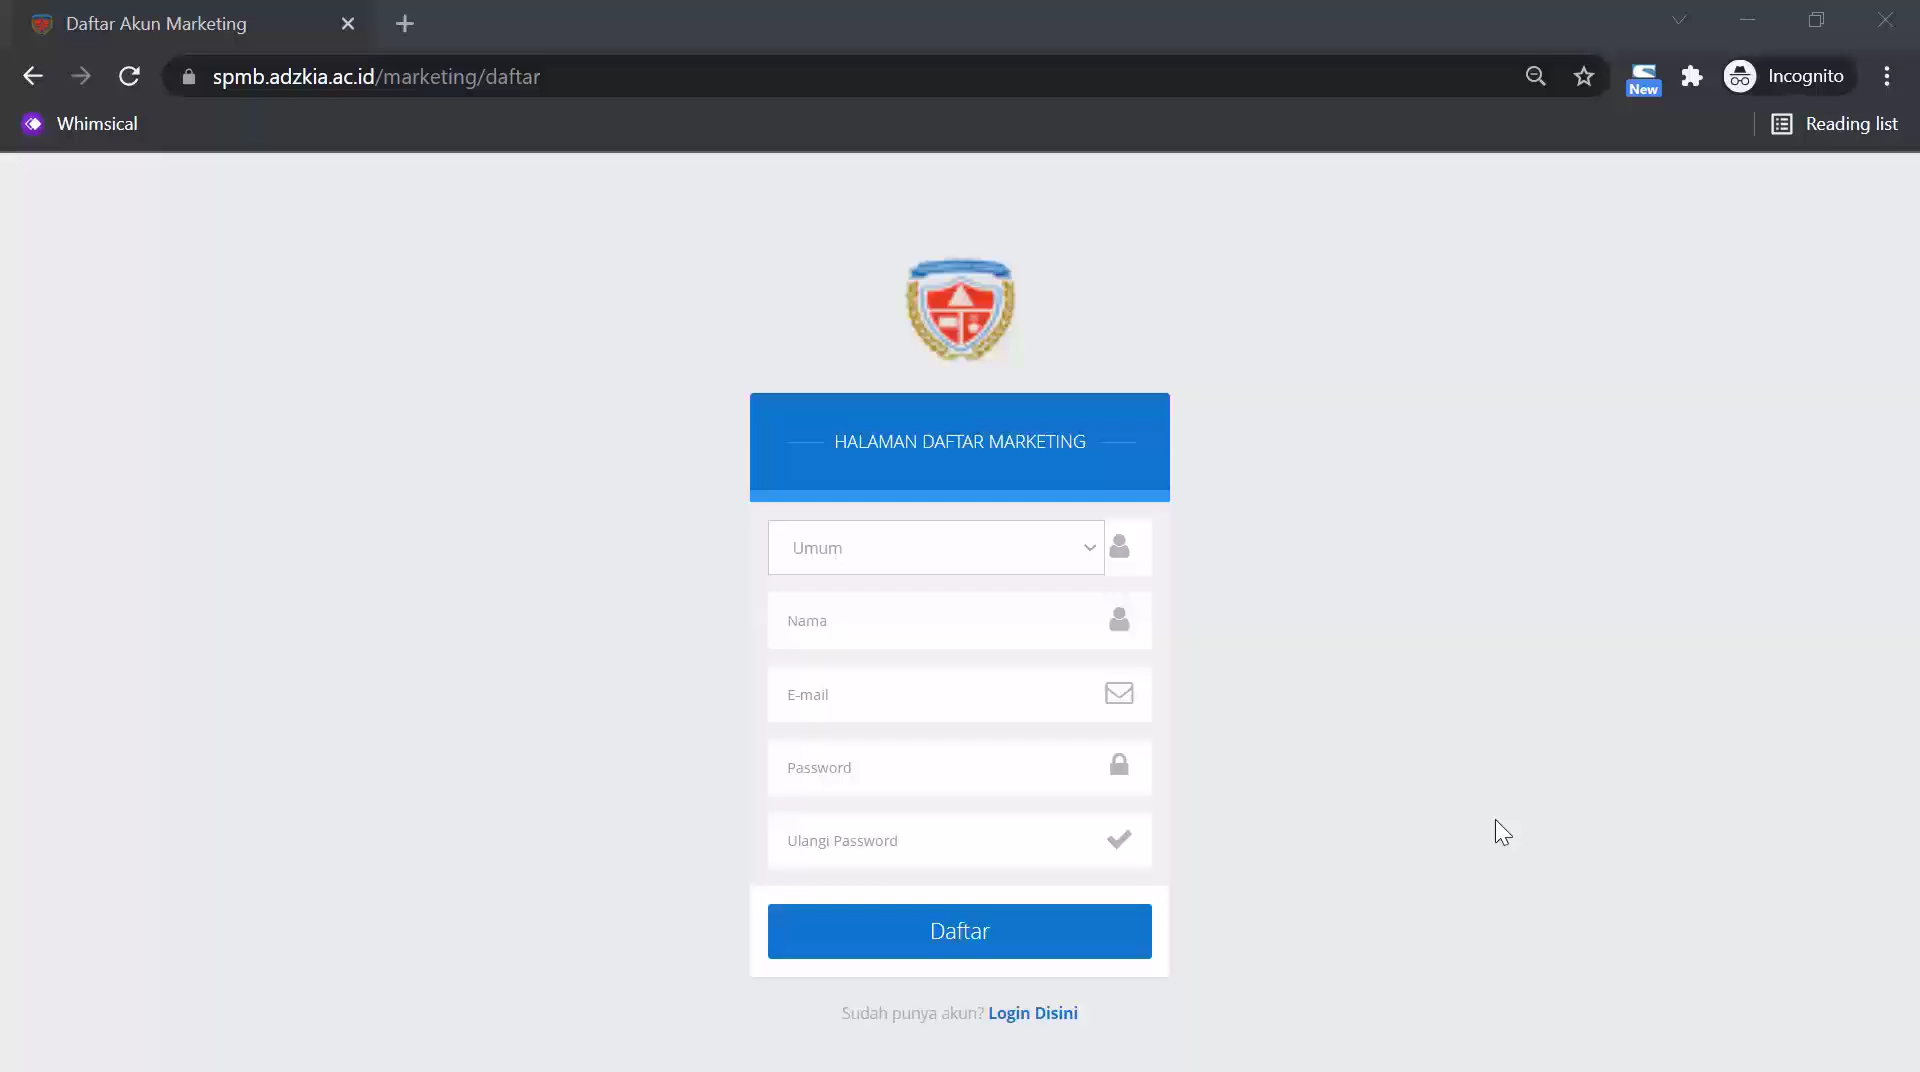 Daftar Akun Marketing
spmb.adzkia.ac.id/marketing/daftar
New
Incognito
Whimsical
Reading list
HALAMAN DAFTAR MARKETING
Umum
Nama
E-mail
Password
Ulangi Password
Daftar
Sudah punya akun? Login Disini